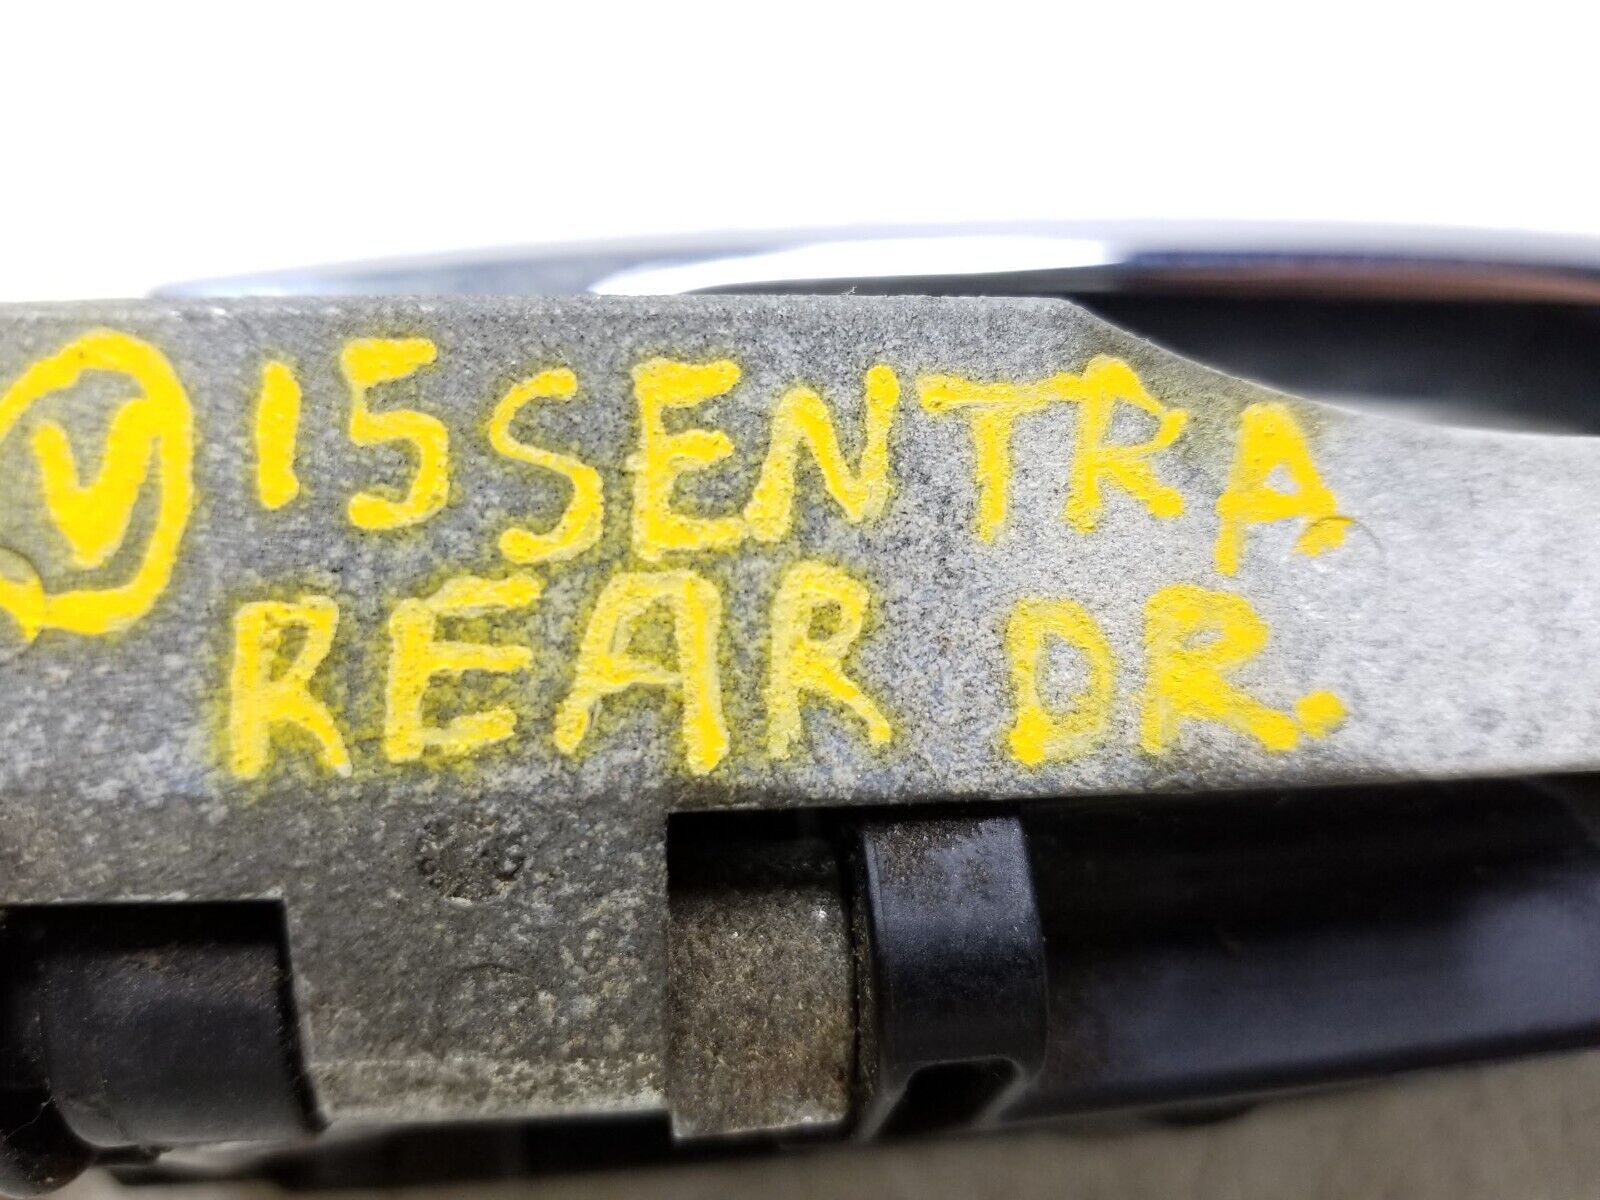 V 15 SENTRA
REAR DR.